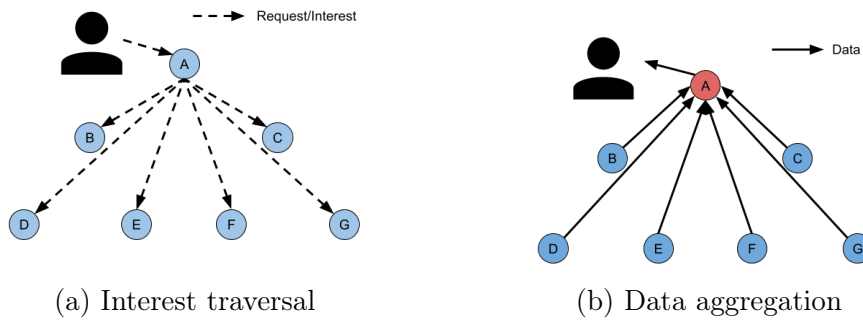 Request/Interest
A
B
C
D
E
F
G
(a) Interest traversal
Data
A
B
C
D
E
F
G
(b) Data aggregation